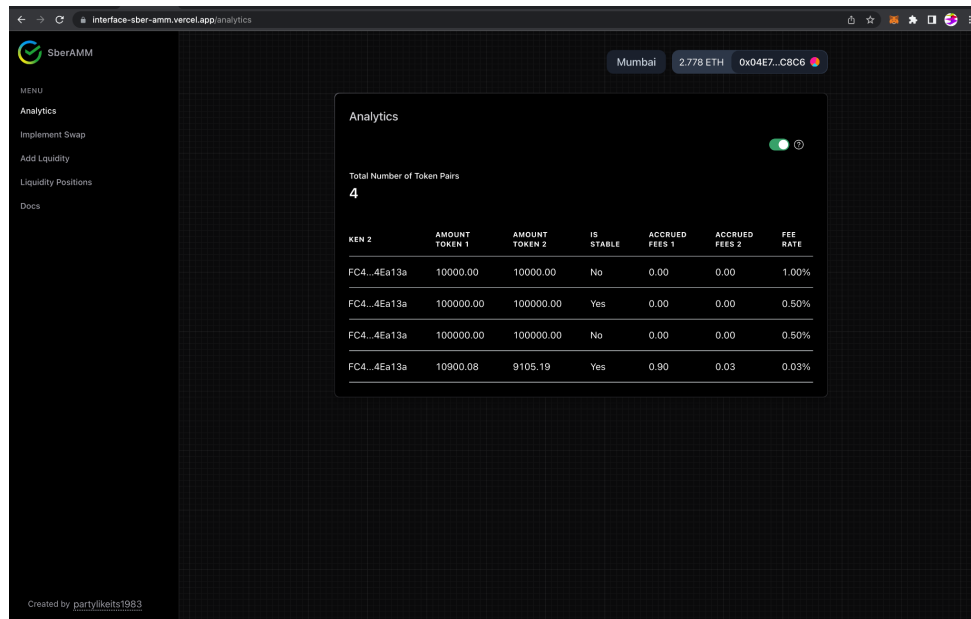 interface-sber-amm.vercel.app/analytics
SberAMM
Mumbai 2.778 ETH 0x04E7...C8C6
MENU
Analytics
Implement Swap
Add Lquidity
Liquidity Positions
Docs
Analytics
Total Number of Token Pairs
4
KEN 2 AMOUNT TOKEN 1 AMOUNT TOKEN 2 IS STABLE ACCRUED FEES 1 ACCRUED FEES 2 FEE RATE
FC4...4Ea13a 10000.00 10000.00 No 0.00 0.00 1.00%
FC4...4Ea13a 100000.00 100000.00 Yes 0.00 0.00 0.50%
FC4...4Ea13a 100000.00 100000.00 No 0.00 0.00 0.50%
FC4...4Ea13a 10900.08 9105.19 Yes 0.90 0.03 0.03%
Created by partylikeits1983